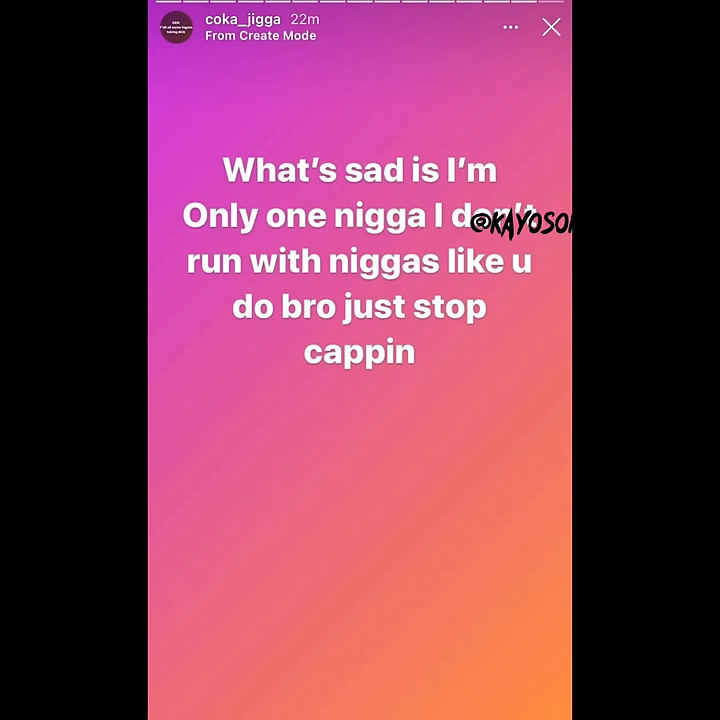 coka_jigga 22m
From Create Mode
What's sad is I'm
Only one nigga I don't
@KAYOSO
run with niggas like u
do bro just stop
cappin